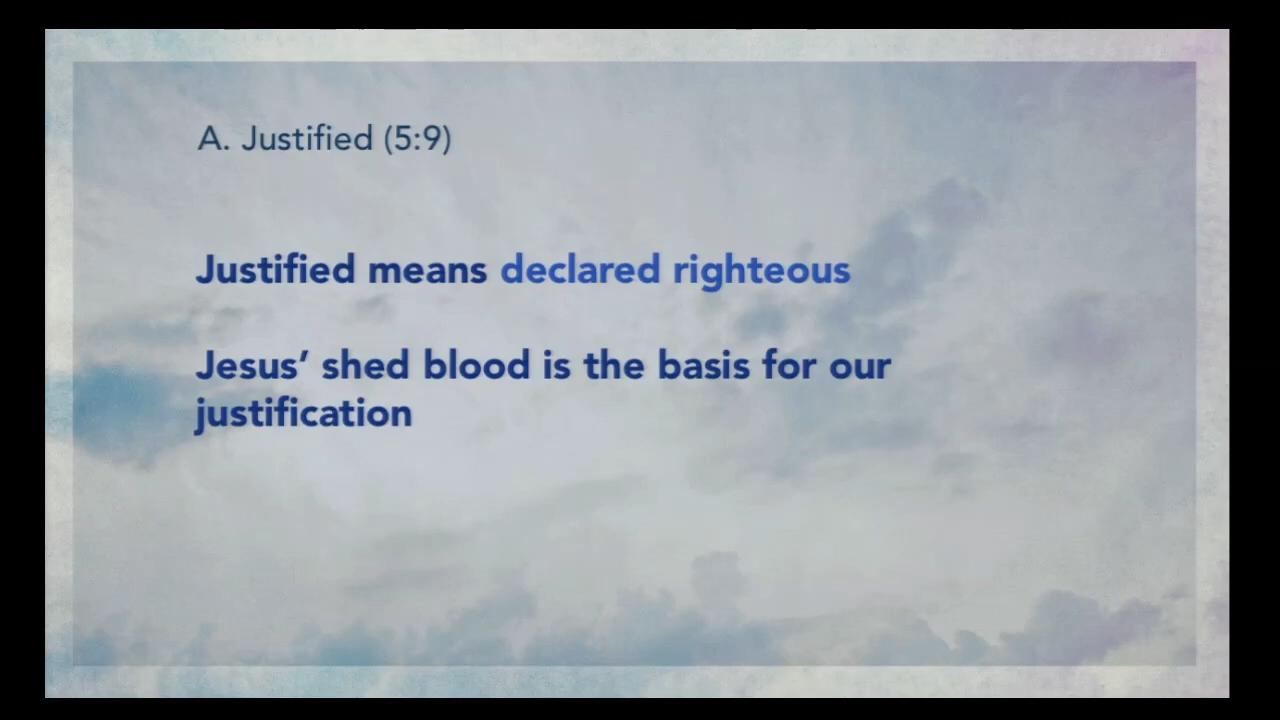 A. Justified (5:9)
Justified means declared righteous
Jesus’ shed blood is the basis for our
justification